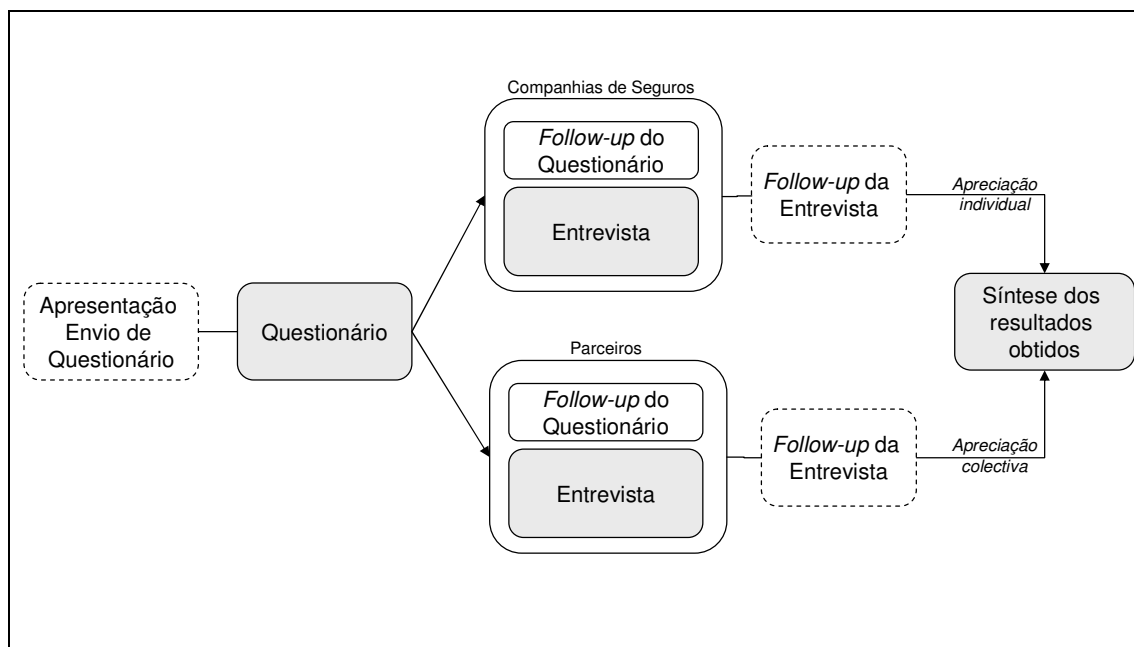 Companhias de Seguros
Follow-up do
Questionário
Entrevista
Follow-up da
Entrevista
Apreciação
individual
Apresentação
Envio de
Questionário
Questionário
Síntese dos
resultados
obtidos
Parceiros
Follow-up do
Questionário
Entrevista
Follow-up da
Entrevista
Apreciação
colectiva